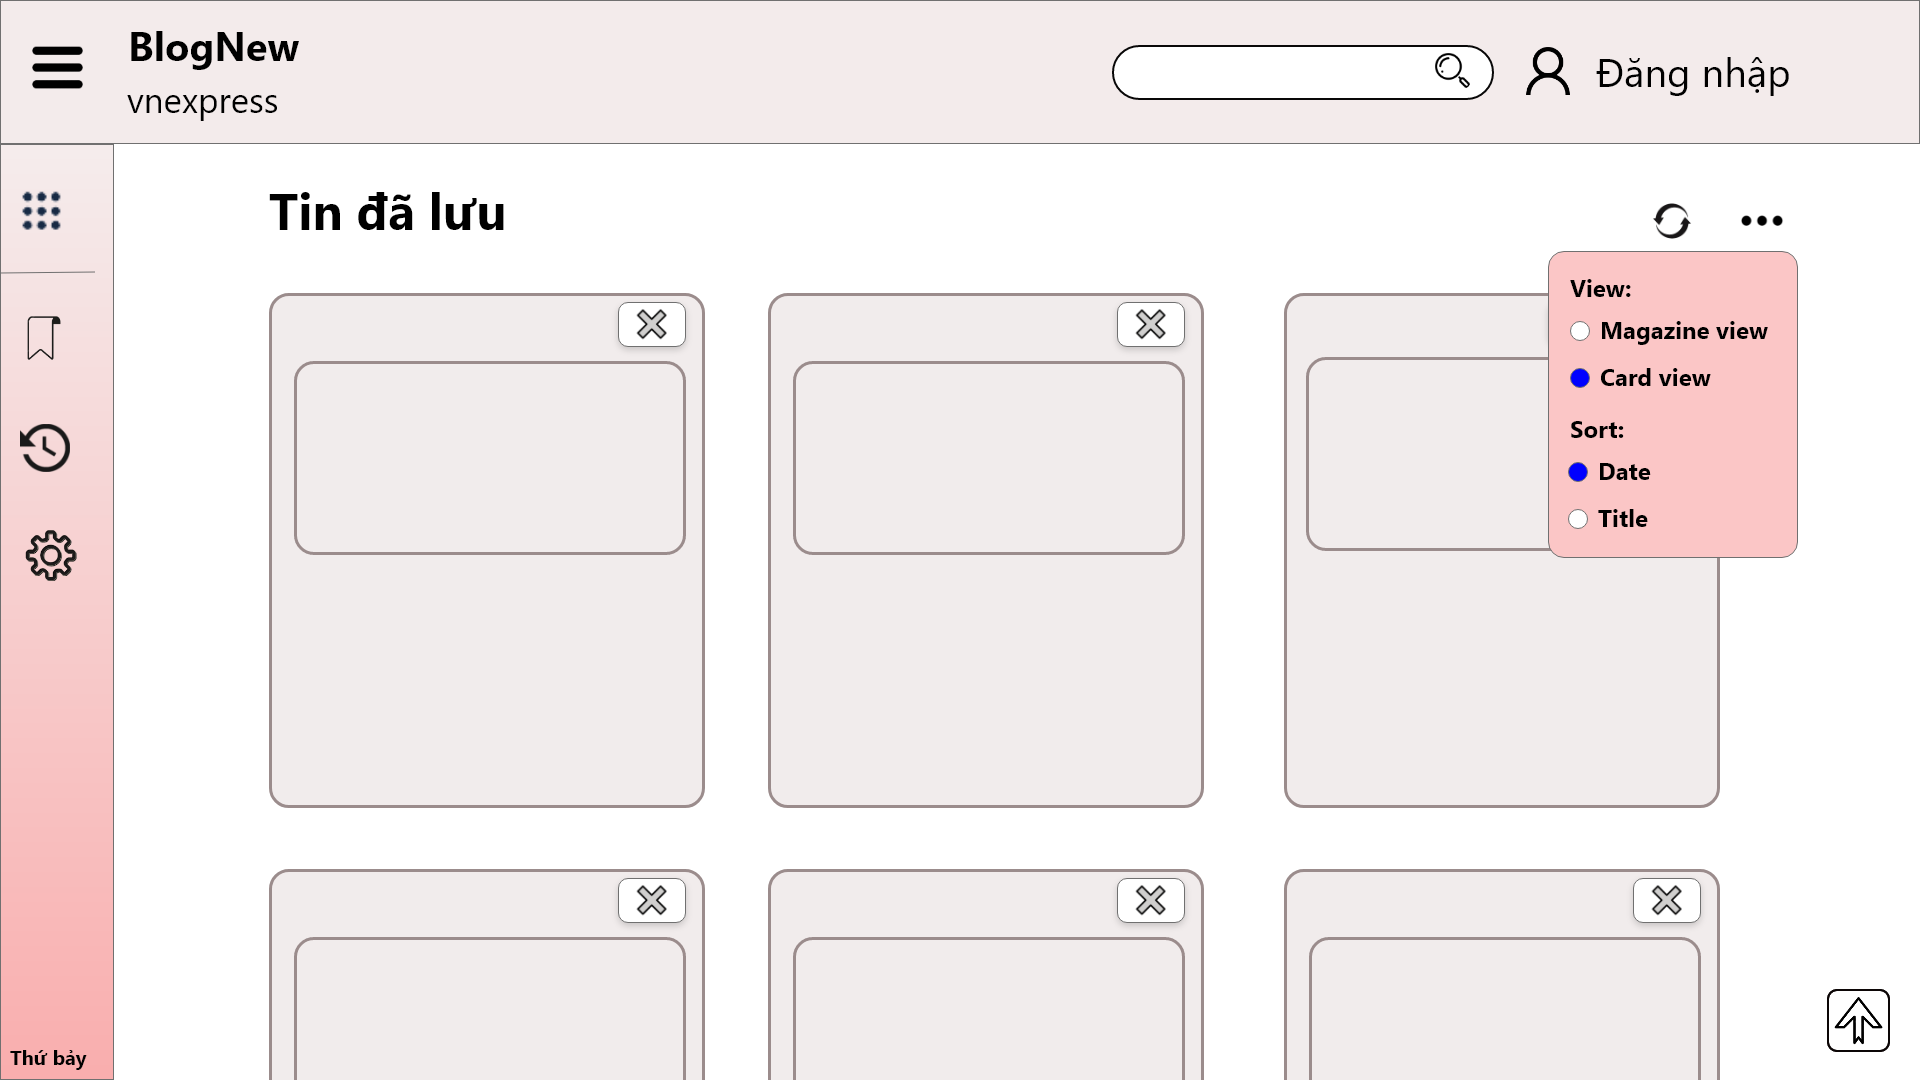 BlogNew
vnexpress
Đăng nhập
Tin đã lưu
View:
Magazine view
Card view
Sort:
Date
Title
Thứ bảy